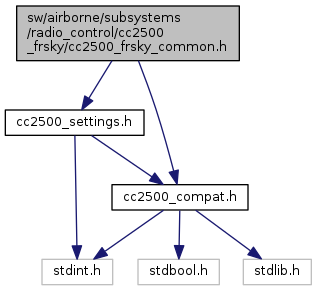 sw/airborne/subsystems
/radio_control/cc2500
_frsky/cc2500_frsky_common.h
cc2500_settings.h
cc2500_compat.h
stdint.h
stdbool.h
stdlib.h